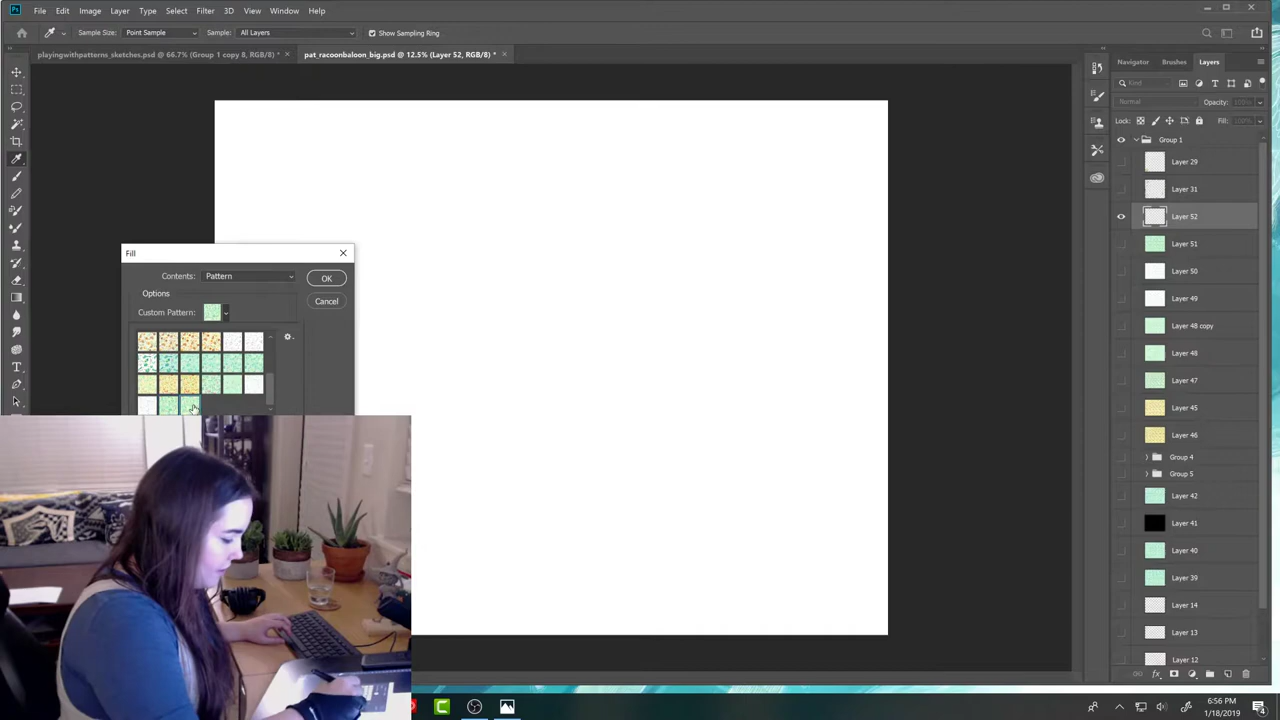 Ps File Edit Image Layer Type Select Filter 3D View Window Help
Sample Size: Point Sample Sample: All Layers Show Sampling Ring
playingwithpatterns_sketches.psd @ 66.7% (Group 1 copy 8, RGB/8) * × pat_racoonbaloon_big.psd @ 12.5% (Layer 52, RGB/8) * ×
Navigator Brushes Layers
Kind
Normal Opacity: 100%
Lock: Fill: 100%
Group 1
Layer 29
Layer 31
Layer 52
Layer 51
Layer 50
Layer 49
Layer 48 copy
Layer 48
Layer 47
Layer 45
Layer 46
Group 4
Group 5
Layer 42
Layer 41
Layer 40
Layer 39
Layer 14
Layer 13
Layer 12
Fill
Contents: Pattern OK
Options
Cancel
Custom Pattern:
6:56 PM
1/18/2019